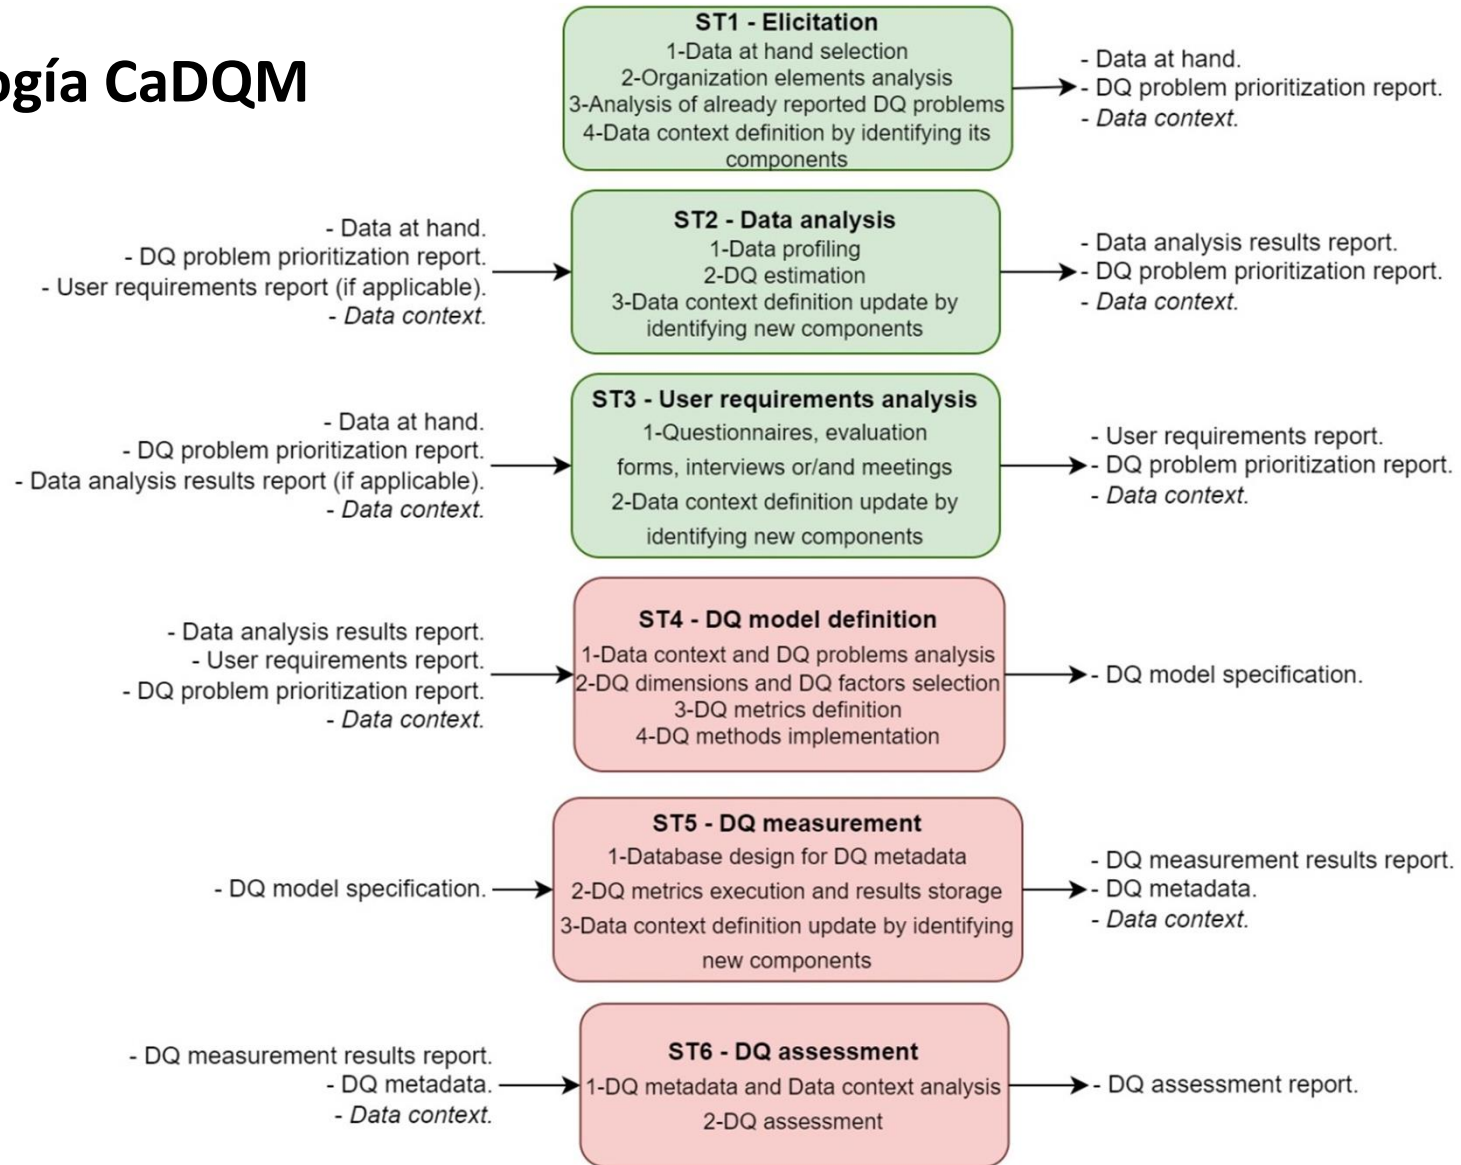 ogía CaDQM
ST1 - Elicitation
1-Data at hand selection
2-Organization elements analysis
3-Analysis of already reported DQ problems
4-Data context definition by identifying its
components
- Data at hand.
- DQ problem prioritization report.
- Data context.
- Data at hand.
- DQ problem prioritization report.
- User requirements report (if applicable).
- Data context.
ST2 - Data analysis
1-Data profiling
2-DQ estimation
3-Data context definition update by
identifying new components
- Data analysis results report.
- DQ problem prioritization report.
- Data context.
- Data at hand.
- DQ problem prioritization report.
- Data analysis results report (if applicable).
- Data context.
ST3 - User requirements analysis
1-Questionnaires, evaluation
forms, interviews or/and meetings
2-Data context definition update by
identifying new components
- User requirements report.
- DQ problem prioritization report.
- Data context.
- Data analysis results report.
- User requirements report.
- DQ problem prioritization report.
- Data context.
ST4 - DQ model definition
1-Data context and DQ problems analysis
2-DQ dimensions and DQ factors selection
3-DQ metrics definition
4-DQ methods implementation
- DQ model specification.
- DQ model specification.
ST5 - DQ measurement
1-Database design for DQ metadata
2-DQ metrics execution and results storage
3-Data context definition update by identifying
new components
- DQ measurement results report.
- DQ metadata.
- Data context.
- DQ measurement results report.
- DQ metadata.
- Data context.
ST6 - DQ assessment
1-DQ metadata and Data context analysis
2-DQ assessment
- DQ assessment report.